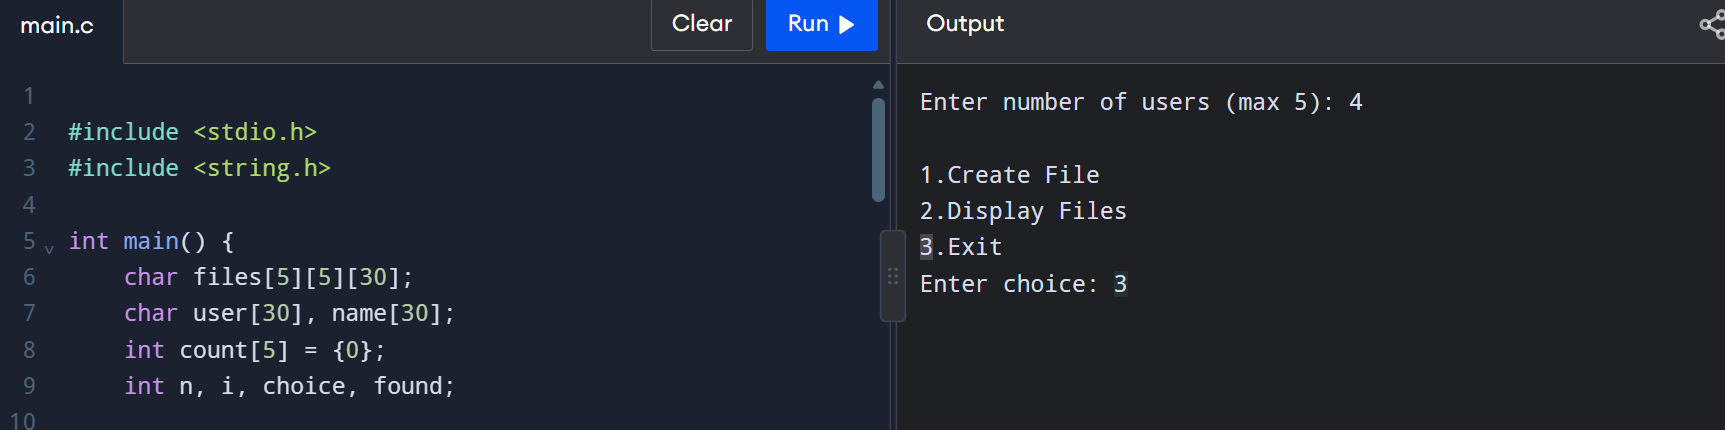 main.c
Clear
Run
Output
1
2 #include <stdio.h>
3 #include <string.h>
4
5 int main() {
6 char files[5][5][30];
7 char user[30], name[30];
8 int count[5] = {0};
9 int n, i, choice, found;
10
Enter number of users (max 5): 4
1.Create File
2.Display Files
3.Exit
Enter choice: 3